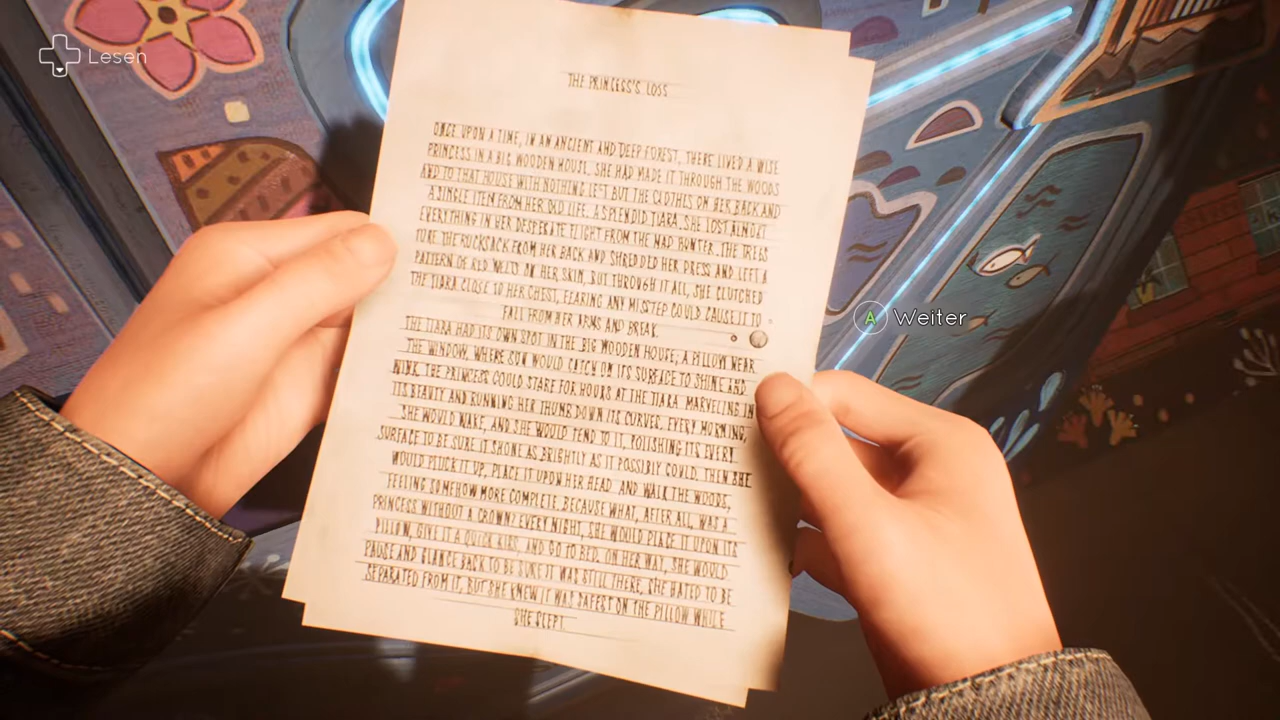 Lesen
THE PRINCESS'S LOSS
ONCE UPON A TIME, IN AN ANCIENT AND DEEP FOREST, THERE LIVED A WISE
PRINCESS IN A BIG WOODEN HOUSE. SHE HAD MADE IT THROUGH THE WOODS
AND TO THAT HOUSE WITH NOTHING LEFT BUT THE CLOTHES ON HER BACK AND
A SINGLE ITEM FROM HER OLD LIFE, A SPLENDID TIARA. SHE LOST ALMOST
EVERYTHING IN HER DESPERATE FLIGHT FROM THE MAD HUNTER. THE TREES
TORE THE RUCKSACK FROM HER BACK AND SHREDDED HER DRESS AND LEFT A
PATTERN OF RED WELTS ON HER SKIN, BUT THROUGH IT ALL, SHE CLUTCHED
THE TIARA CLOSE TO HER CHEST, FEARING ANY MISSTEP COULD CAUSE IT TO
FALL FROM HER ARMS AND BREAK.
THE TIARA HAD ITS OWN SPOT IN THE BIG WOODEN HOUSE; A PILLOW NEAR
THE WINDOW, WHERE SUN WOULD CATCH ON ITS SURFACE TO SHINE AND
WINK. THE PRINCESS COULD STARE FOR HOURS AT THE TIARA, MARVELING IN
ITS BEAUTY AND RUNNING HER THUMB DOWN ITS CURVES. EVERY MORNING,
SHE WOULD WAKE, AND SHE WOULD TEND TO IT, POLISHING ITS EVERY
SURFACE TO BE SURE IT SHONE AS BRIGHTLY AS IT POSSIBLY COULD. THEN SHE
WOULD PLUCK IT UP, PLACE IT UPON HER HEAD AND WALK THE WOODS,
FEELING SOMEHOW MORE COMPLETE. BECAUSE WHAT, AFTER ALL, WAS A
PRINCESS WITHOUT A CROWN? EVERY NIGHT, SHE WOULD PLACE IT UPON ITS
PILLOW, GIVE IT A QUICK KISS, AND GO TO BED. ON HER WAY, SHE WOULD
PAUSE AND GLANCE BACK TO BE SURE IT WAS STILL THERE. SHE HATED TO BE
SEPARATED FROM IT, BUT SHE KNEW IT WAS SAFEST ON THE PILLOW WHILE
SHE SLEPT.
A Weiter